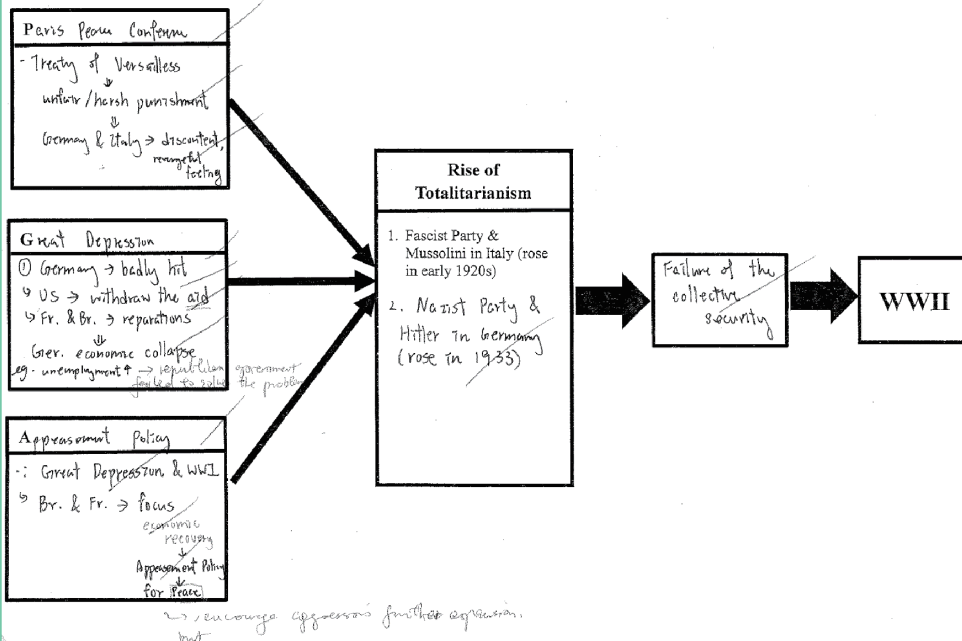 Paris Peace Conferen
- Treaty of Versailless
⇓
unfair / harsh punishment
⇓
Germany & Italy → discontent,
revengeful
feeling
Great Depression
① Germany → badly hit
↳ US → withdraw the aid
↳ Fr. & Br. → reparations
⇓
Ger. economic collapse
eg. unemployment ↑ → republican government
failed to solve the problem
Appeasement Policy
-: Great Depression & WWI
↳ Br. & Fr. → focus
economic
recovery
↓
Appeasement Policy
↓
for Peace
↳ encourage aggressors further expansion.
but
Rise of
Totalitarianism
1. Fascist Party &
Mussolini in Italy (rose
in early 1920s)
2. Nazist Party &
Hitler in Germany
(rose in 1933)
Failure of the
collective
security
WWII